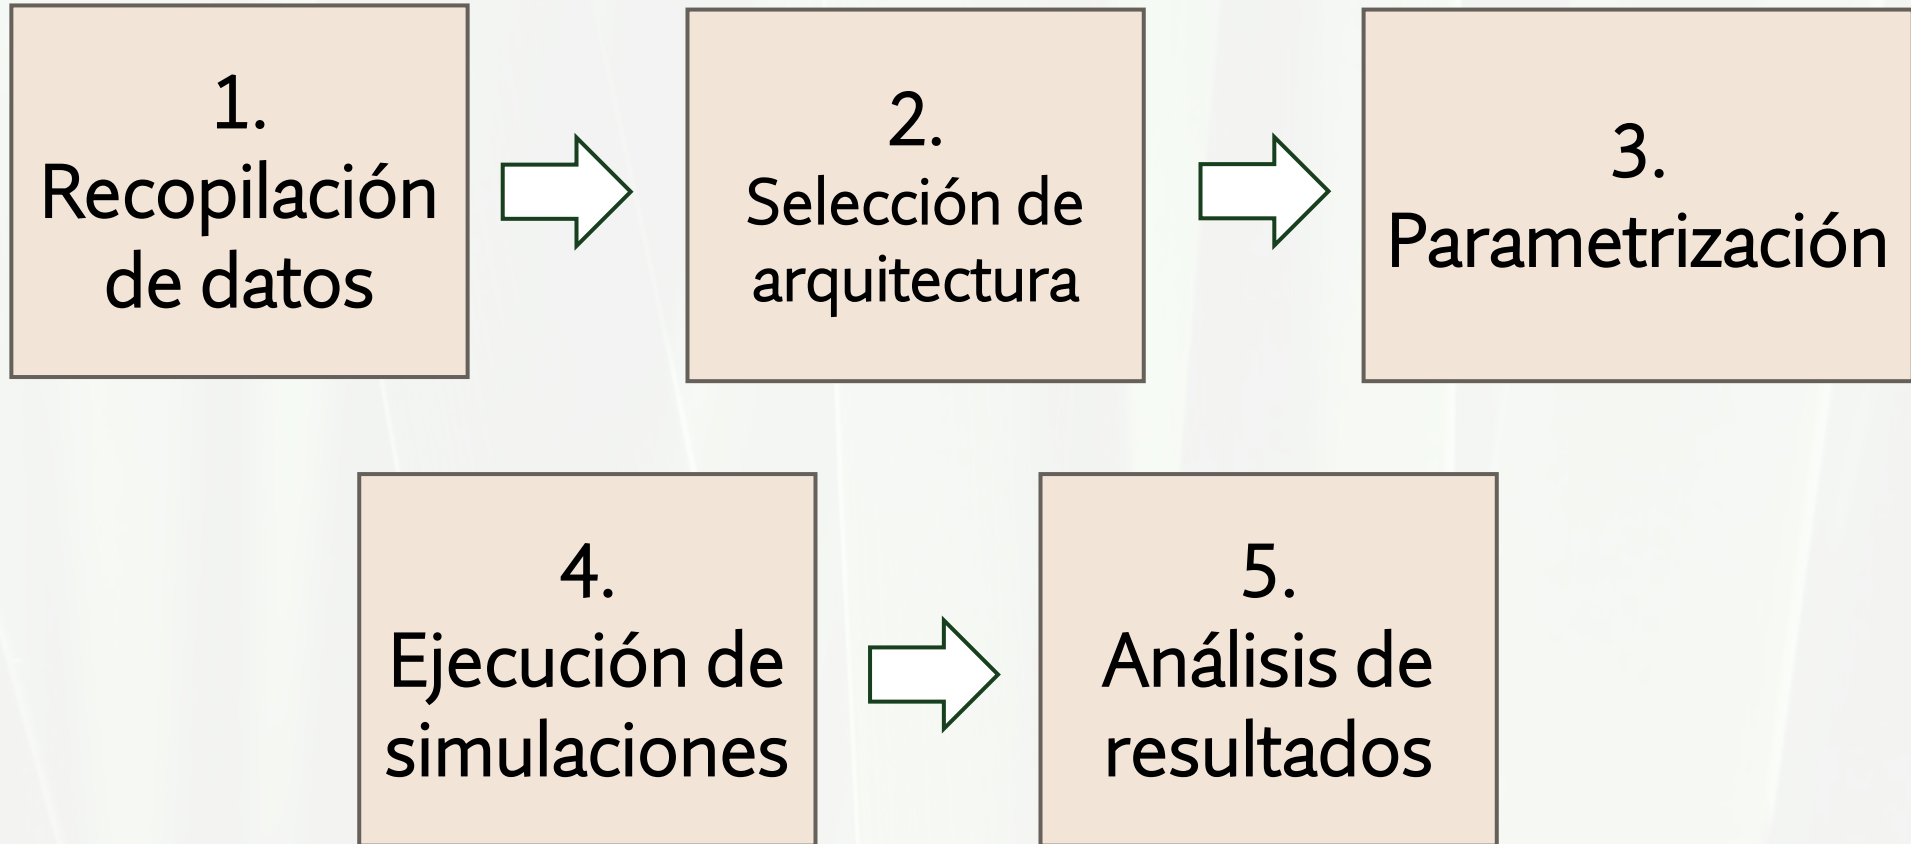 1.
Recopilación
de datos
2.
Selección de
arquitectura
3.
Parametrización
4.
Ejecución de
simulaciones
5.
Análisis de
resultados